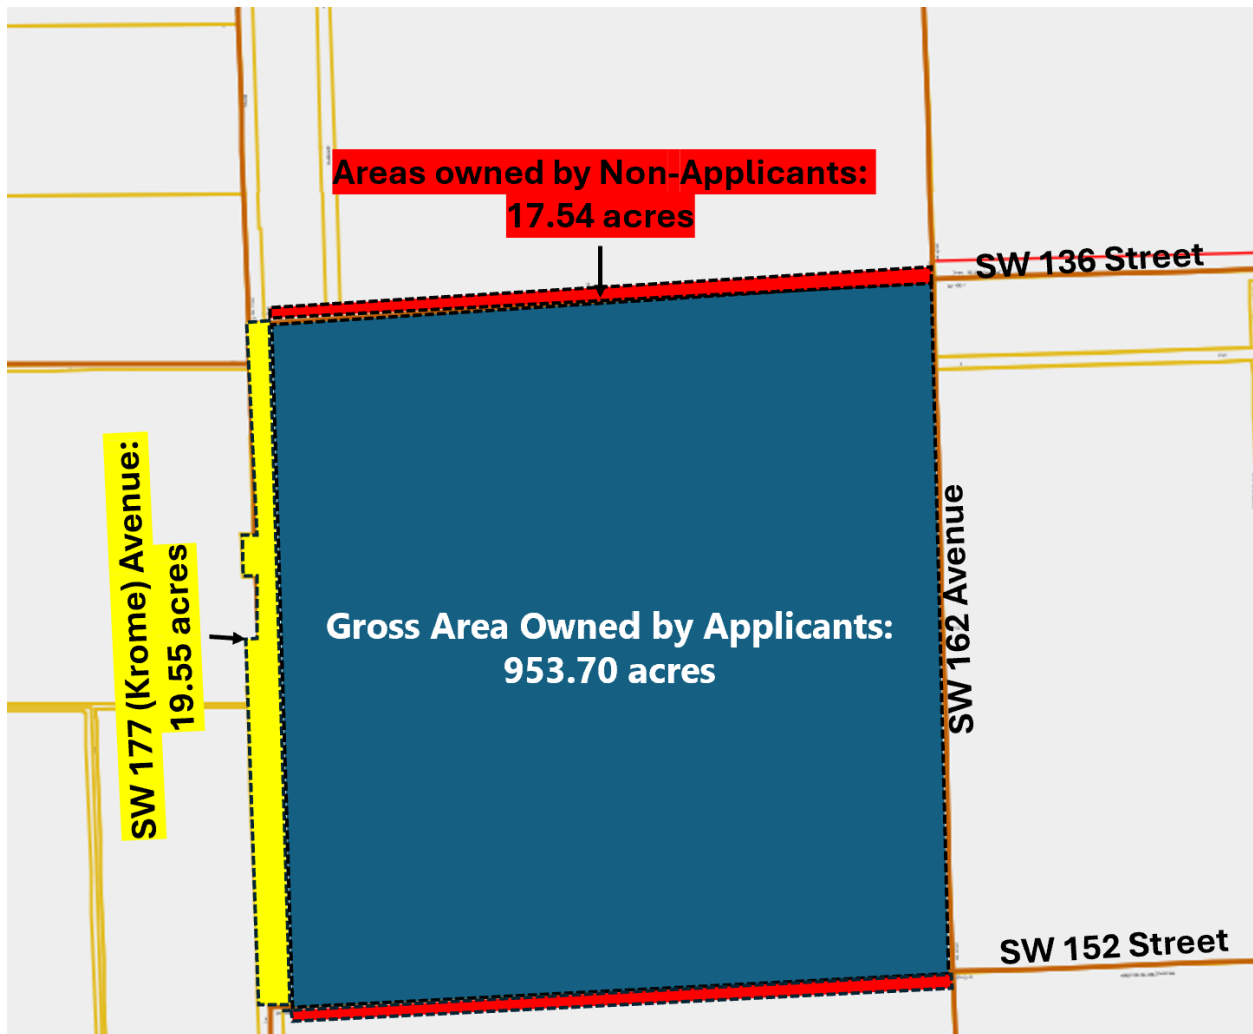 Areas owned by Non-Applicants:
17.54 acres
SW 136 Street
SW 177 (Krome) Avenue:
19.55 acres
Gross Area Owned by Applicants:
953.70 acres
SW 162 Avenue
SW 152 Street